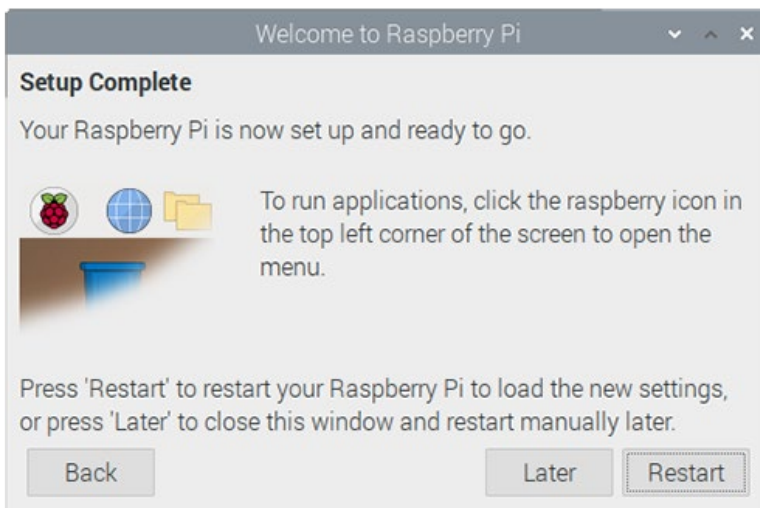 Welcome to Raspberry Pi
Setup Complete
Your Raspberry Pi is now set up and ready to go.
To run applications, click the raspberry icon in
the top left corner of the screen to open the
menu.
Press 'Restart' to restart your Raspberry Pi to load the new settings,
or press 'Later' to close this window and restart manually later.
Back
Later
Restart